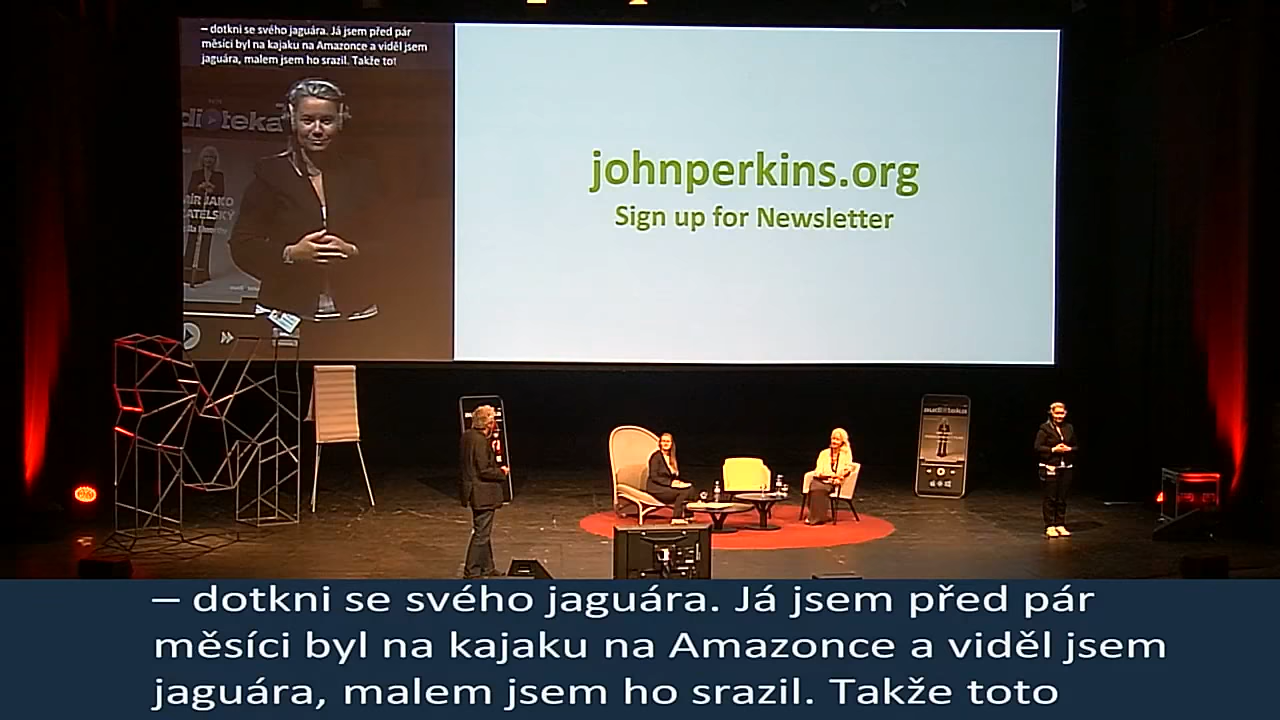 – dotkni se svého jaguára. Já jsem před pár
měsíci byl na kajaku na Amazonce a viděl jsem
jaguára, malem jsem ho srazil. Takže tot
johnperkins.org
Sign up for Newsletter
audioteka
– dotkni se svého jaguára. Já jsem před pár
měsíci byl na kajaku na Amazonce a viděl jsem
jaguára, malem jsem ho srazil. Takže toto